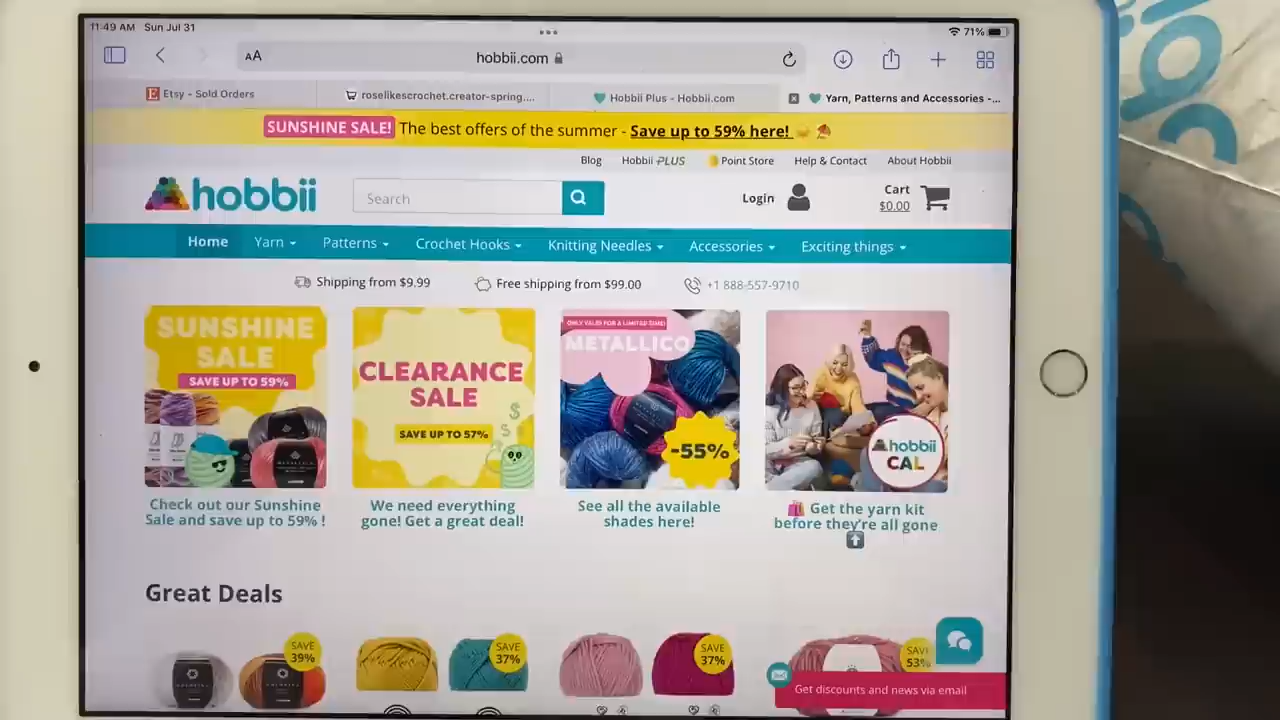 11:49 AM Sun Jul 31
71%
AA
hobbii.com
Etsy - Sold Orders
roselikescrochet.creator-spring....
Hobbii Plus - Hobbii.com
Yarn, Patterns and Accessories -...
SUNSHINE SALE! The best offers of the summer - Save up to 59% here!
Blog Hobbii PLUS Point Store Help & Contact About Hobbii
hobbii
Search
Login
Cart
$0.00
Home Yarn Patterns Crochet Hooks Knitting Needles Accessories Exciting things
Shipping from $9.99 Free shipping from $99.00 +1 888-557-9710
SUNSHINE
SALE
SAVE UP TO 59%
CLEARANCE
SALE
SAVE UP TO 57%
ONLY VALID FOR A LIMITED TIME!
METALLICO
-55%
hobbii
CAL
Check out our Sunshine
Sale and save up to 59% !
We need everything
gone! Get a great deal!
See all the available
shades here!
Get the yarn kit
before they're all gone
Great Deals
SAVE
39%
SAVE
37%
SAVE
37%
SAVE
53%
Get discounts and news via email